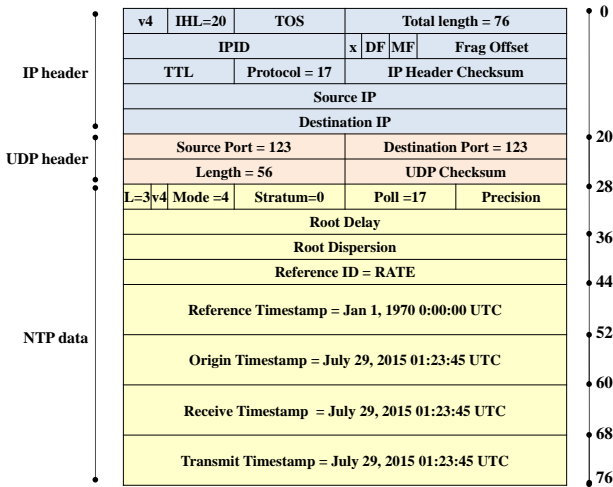 v4 IHL=20 TOS Total length = 76 0
IPID x DF MF Frag Offset
IP header TTL Protocol = 17 IP Header Checksum
Source IP
Destination IP
20
Source Port = 123 Destination Port = 123
UDP header
Length = 56 UDP Checksum
28
L=3 v4 Mode =4 Stratum=0 Poll =17 Precision
Root Delay
36
Root Dispersion
Reference ID = RATE
44
Reference Timestamp = Jan 1, 1970 0:00:00 UTC
NTP data
52
Origin Timestamp = July 29, 2015 01:23:45 UTC
60
Receive Timestamp = July 29, 2015 01:23:45 UTC
68
Transmit Timestamp = July 29, 2015 01:23:45 UTC
76